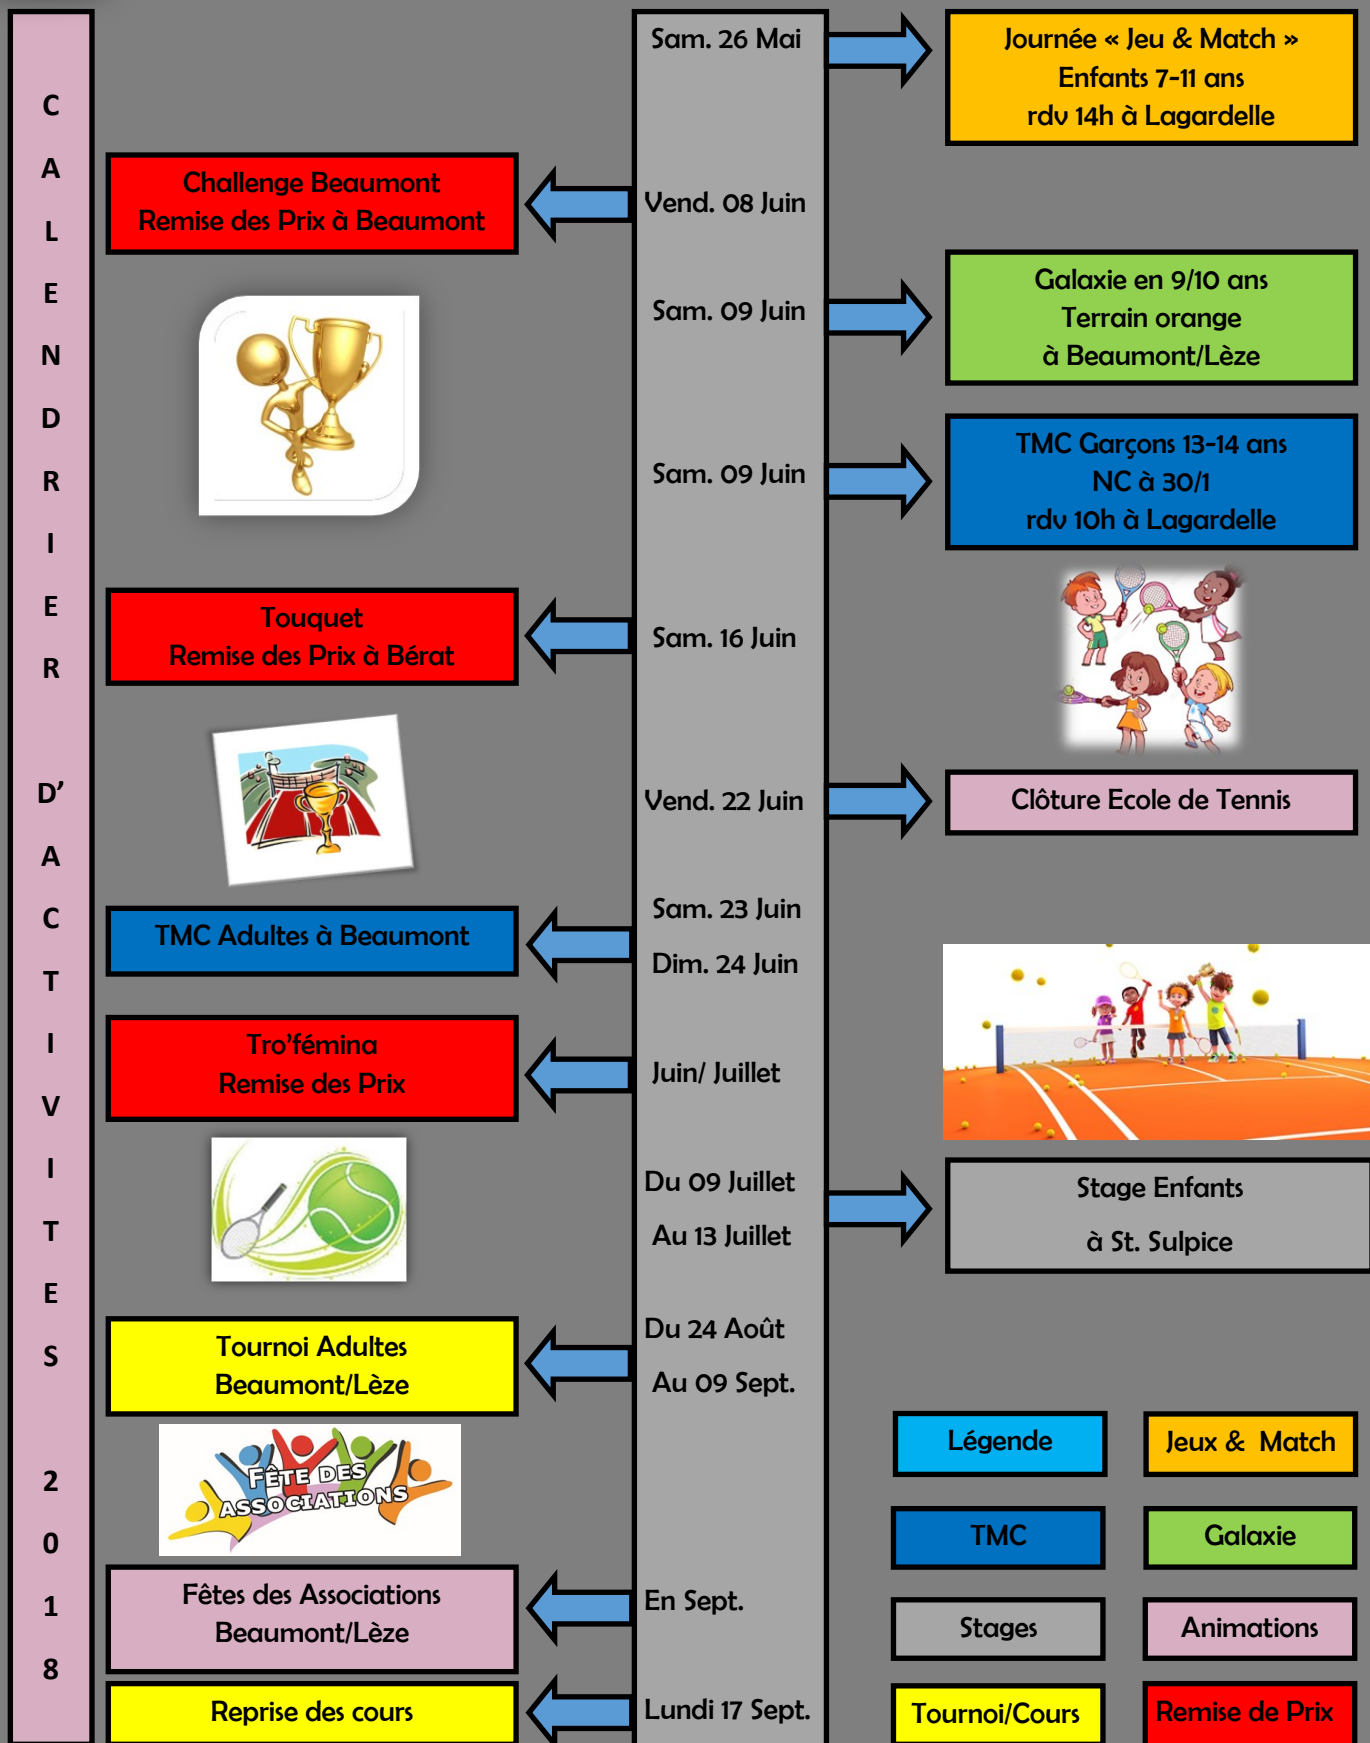 CALENDRIER D'ACTIVITES 2018
Sam. 26 Mai
Journée « Jeu & Match »
Enfants 7-11 ans
rdv 14h à Lagardelle
Challenge Beaumont
Remise des Prix à Beaumont
Vend. 08 Juin
Sam. 09 Juin
Galaxie en 9/10 ans
Terrain orange
à Beaumont/Lèze
Sam. 09 Juin
TMC Garçons 13-14 ans
NC à 30/1
rdv 10h à Lagardelle
Touquet
Remise des Prix à Bérat
Sam. 16 Juin
Vend. 22 Juin
Clôture Ecole de Tennis
TMC Adultes à Beaumont
Sam. 23 Juin
Dim. 24 Juin
Tro'fémina
Remise des Prix
Juin/ Juillet
Du 09 Juillet
Au 13 Juillet
Stage Enfants
à St. Sulpice
Tournoi Adultes
Beaumont/Lèze
Du 24 Août
Au 09 Sept.
FÊTE DES
ASSOCIATIONS
Fêtes des Associations
Beaumont/Lèze
En Sept.
Reprise des cours
Lundi 17 Sept.
Légende
Jeux & Match
TMC
Galaxie
Stages
Animations
Tournoi/Cours
Remise de Prix